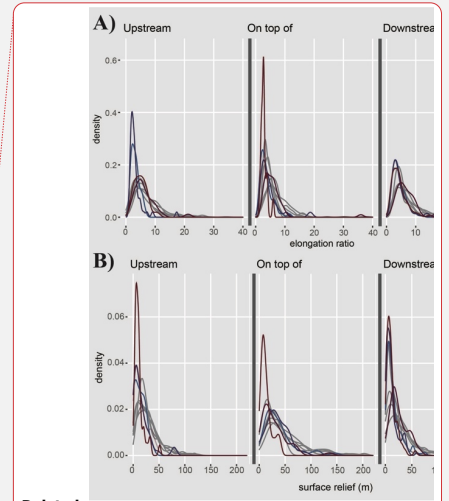 A)
Upstream On top of Downstrea
0.6
0.4
density
0.2
0.0
0 10 20 30 40 0 10 20 30 40 0 10
elongation ratio
B)
Upstream On top of Downstrea
0.06
density
0.04
0.02
0.00
0 50 100 150 200 0 50 100 150 200 0 50
surface relief (m)